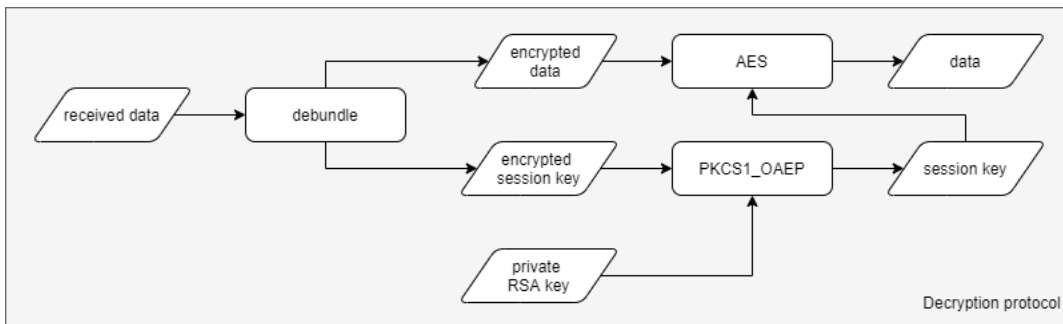 encrypted
data
AES
data
received data
debundle
encrypted
session key
PKCS1_OAEP
session key
private
RSA key
Decryption protocol